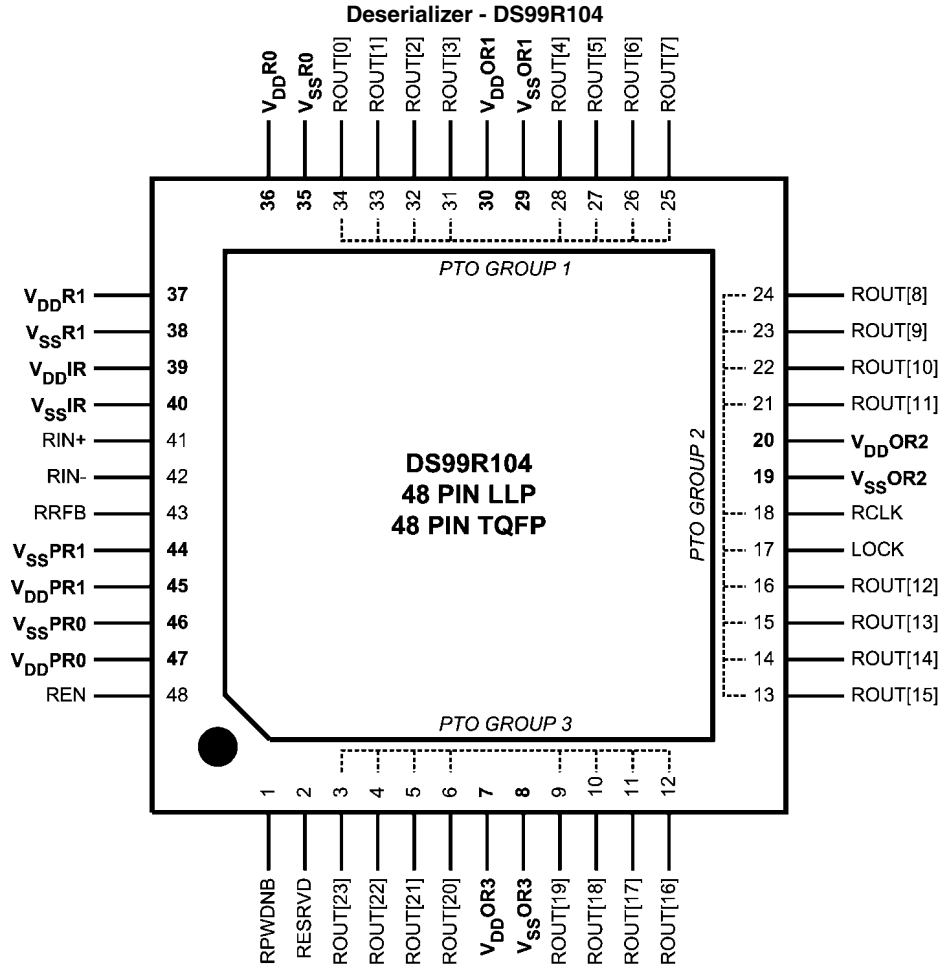 Deserializer - DS99R104
VDDR0
VSSR0
ROUT[0]
ROUT[1]
ROUT[2]
ROUT[3]
VDDOR1
VSSOR1
ROUT[4]
ROUT[5]
ROUT[6]
ROUT[7]
36
35
34
33
32
31
30
29
28
27
26
25
PTO GROUP 1
VDDR1 37
VSSR1 38
VDDIR 39
VSSIR 40
RIN+ 41
RIN- 42
RRFB 43
VSSPR1 44
VDDPR1 45
VSSPR0 46
VDDPR0 47
REN 48
DS99R104
48 PIN LLP
48 PIN TQFP
PTO GROUP 2
24 ROUT[8]
23 ROUT[9]
22 ROUT[10]
21 ROUT[11]
20 VDDOR2
19 VSSOR2
18 RCLK
17 LOCK
16 ROUT[12]
15 ROUT[13]
14 ROUT[14]
13 ROUT[15]
PTO GROUP 3
1
2
3
4
5
6
7
8
9
10
11
12
RPWDNB
RESRVD
ROUT[23]
ROUT[22]
ROUT[21]
ROUT[20]
VDDOR3
VSSOR3
ROUT[19]
ROUT[18]
ROUT[17]
ROUT[16]